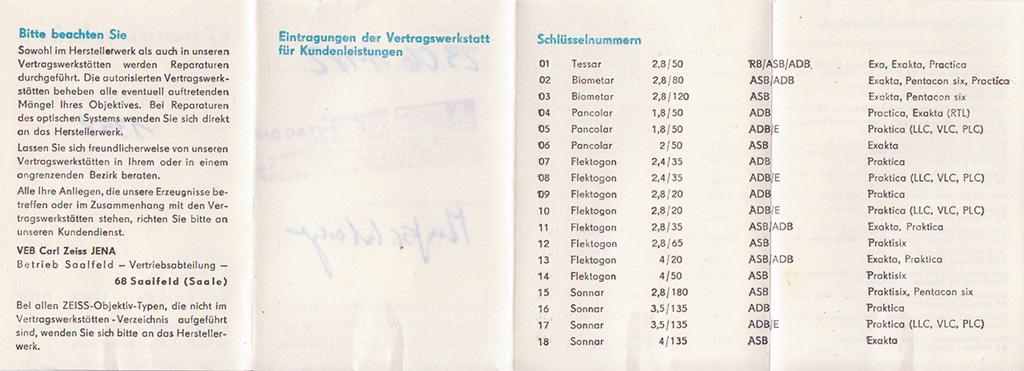 Bitte beachten Sie
Sowohl im Herstellerwerk als auch in unseren
Vertragswerkstätten werden Reparaturen
durchgeführt. Die autorisierten Vertragswerk-
stätten beheben alle eventuell auftretenden
Mängel Ihres Objektives. Bei Reparaturen
des optischen Systems wenden Sie sich direkt
an das Herstellerwerk.
Lassen Sie sich freundlicherweise von unseren
Vertragswerkstätten in Ihrem oder in einem
angrenzenden Bezirk beraten.
Alle Ihre Anliegen, die unsere Erzeugnisse be-
treffen oder im Zusammenhang mit den Ver-
tragswerkstätten stehen, richten Sie bitte an
unseren Kundendienst.
VEB Carl Zeiss JENA
Betrieb Saalfeld – Vertriebsabteilung –
68 Saalfeld (Saale)
Bei allen ZEISS-Objektiv-Typen, die nicht im
Vertragswerkstätten-Verzeichnis aufgeführt
sind, wenden Sie sich bitte an das Hersteller-
werk.
Eintragungen der Vertragswerkstatt
für Kundenleistungen
Schlüsselnummern
01 Tessar 2,8/50 RB/ASB/ADB Exa, Exakta, Practica
02 Biometar 2,8/80 ASB/ADB Exakta, Pentacon six, Practica
03 Biometar 2,8/120 ASB Exakta, Pentacon six
04 Pancolar 1,8/50 ADB Practica, Exakta (RTL)
05 Pancolar 1,8/50 ADB/E Praktica (LLC, VLC, PLC)
06 Pancolar 2/50 ASB Exakta
07 Flektogon 2,4/35 ADB Praktica
08 Flektogon 2,4/35 ADB/E Praktica (LLC, VLC, PLC)
09 Flektogon 2,8/20 ADB Praktica
10 Flektogon 2,8/20 ADB/E Praktica (LLC, VLC, PLC)
11 Flektogon 2,8/35 ASB/ADB Exakta, Praktica
12 Flektogon 2,8/65 ASB Praktisix
13 Flektogon 4/20 ASB/ADB Exakta, Praktica
14 Flektogon 4/50 ASB Praktisix
15 Sonnar 2,8/180 ASB Praktisix, Pentacon six
16 Sonnar 3,5/135 ADB Praktica
17 Sonnar 3,5/135 ADB/E Praktica (LLC, VLC, PLC)
18 Sonnar 4/135 ASB Exakta